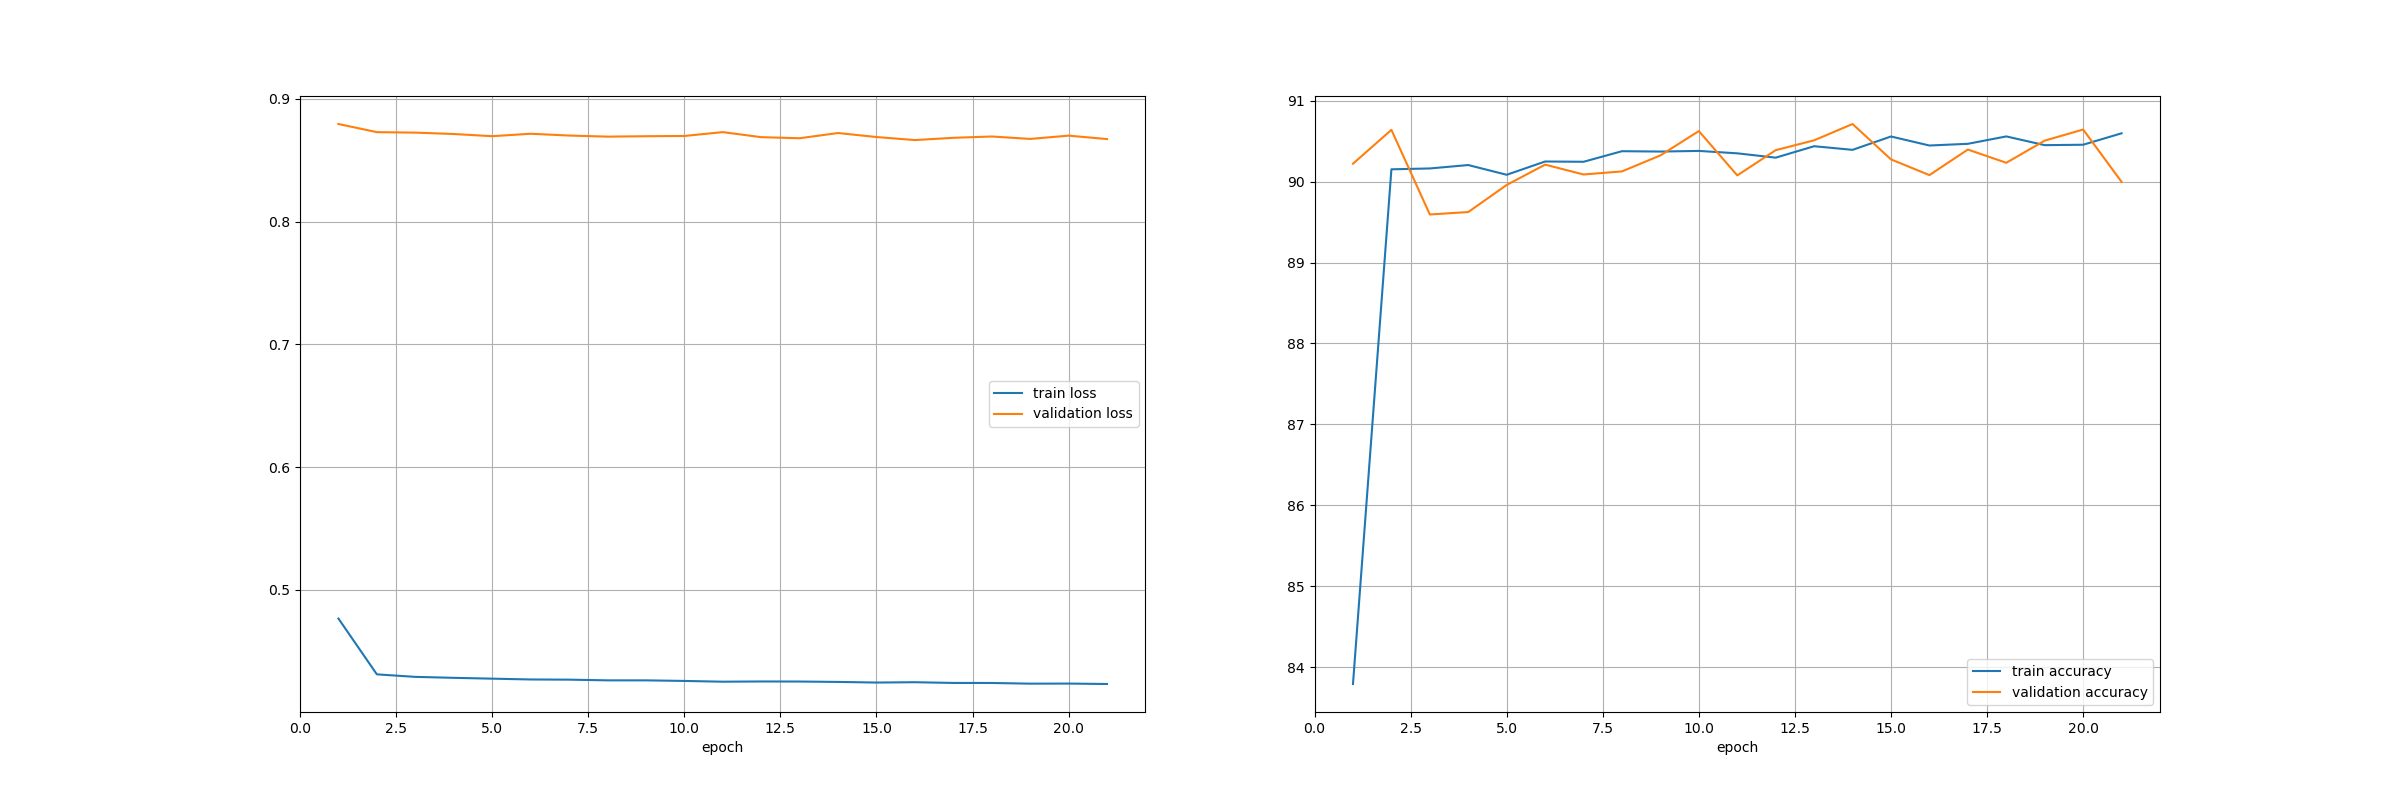 0.9
0.8
0.7
0.6
0.5
train loss
validation loss
0.0 2.5 5.0 7.5 10.0 12.5 15.0 17.5 20.0
epoch
91
90
89
88
87
86
85
84
train accuracy
validation accuracy
0.0 2.5 5.0 7.5 10.0 12.5 15.0 17.5 20.0
epoch